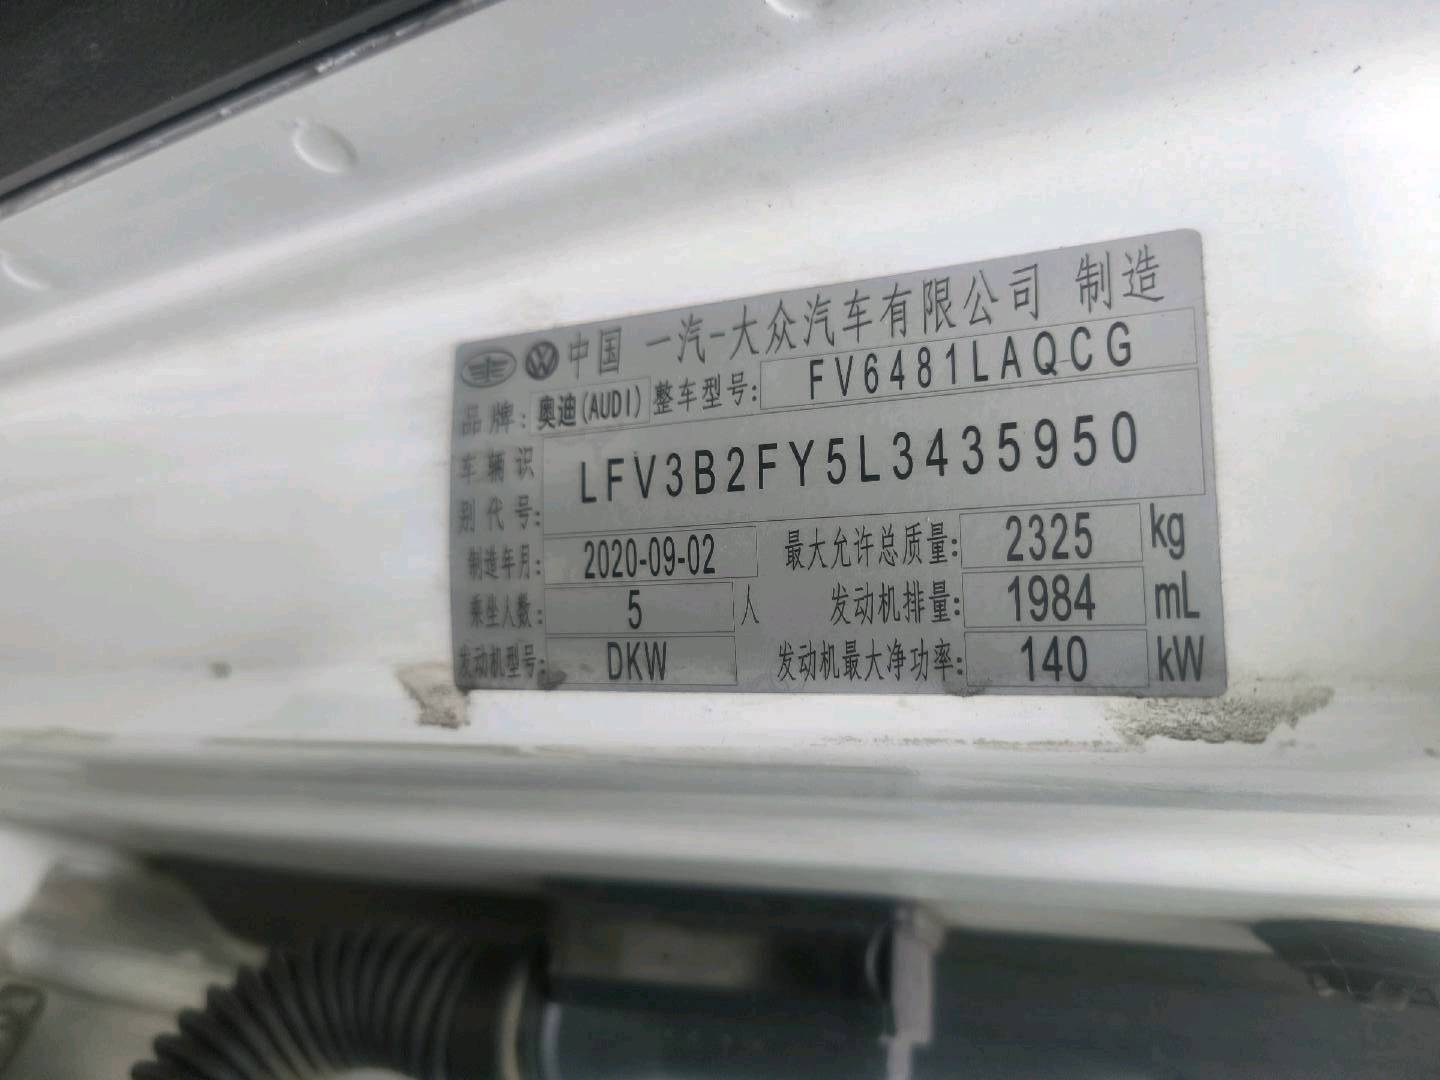 中国 一汽-大众汽车有限公司 制造
品牌: 奥迪(AUDI) 整车型号: FV6481LAQCG
车辆识别代号: LFV3B2FY5L3435950
制造年月: 2020-09-02 最大允许总质量: 2325 kg
乘坐人数: 5 人 发动机排量: 1984 mL
发动机型号: DKW 发动机最大净功率: 140 kW